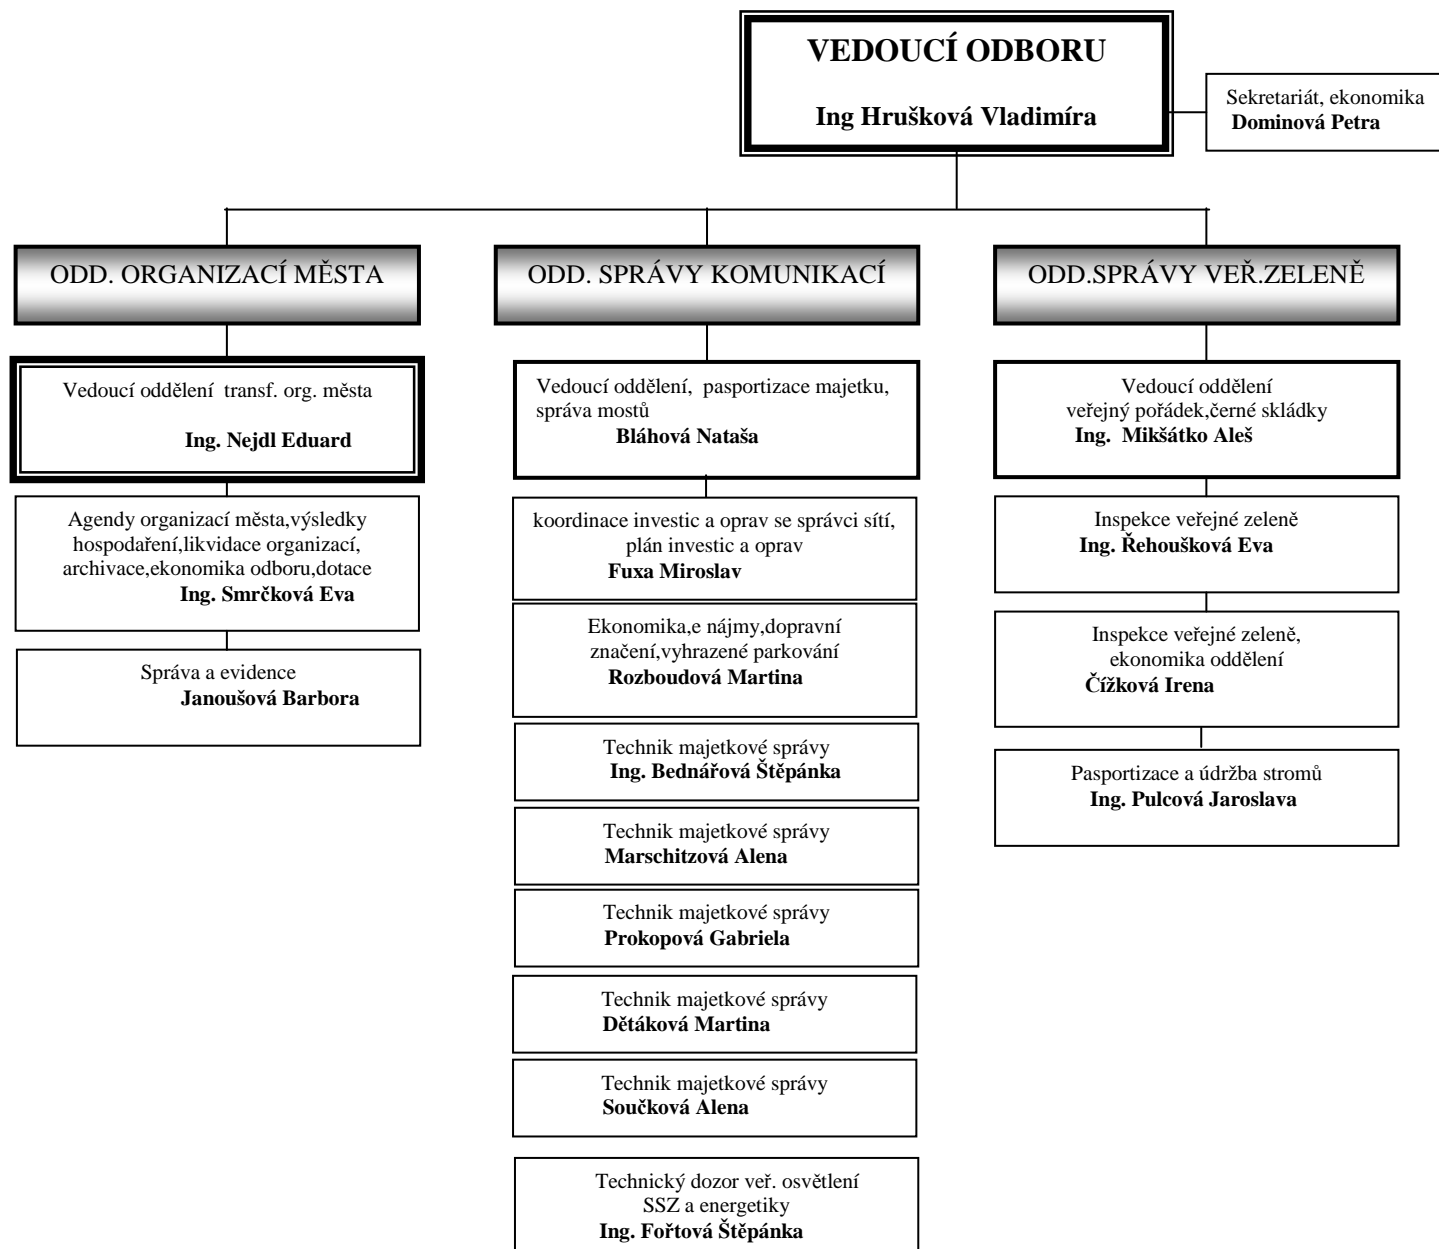 VEDOUCÍ ODBORU
Ing Hrušková Vladimíra
Sekretariát, ekonomika
Dominová Petra
ODD. ORGANIZACÍ MĚSTA
Vedoucí oddělení  transf. org. města
Ing. Nejdl Eduard
Agendy organizací města,výsledky
hospodaření,likvidace organizací,
archivace,ekonomika odboru,dotace
Ing. Smrčková Eva
Správa a evidence
Janoušová Barbora
ODD. SPRÁVY KOMUNIKACÍ
Vedoucí oddělení,  pasportizace majetku,
správa mostů
Bláhová Nataša
koordinace investic a oprav se správci sítí,
plán investic a oprav
Fuxa Miroslav
Ekonomika,e nájmy,dopravní
značení,vyhrazené parkování
Rozboudová Martina
Technik majetkové správy
Ing. Bednářová Štěpánka
Technik majetkové správy
Marschitzová Alena
Technik majetkové správy
Prokopová Gabriela
Technik majetkové správy
Dětáková Martina
Technik majetkové správy
Součková Alena
Technický dozor veř. osvětlení
SSZ a energetiky
Ing. Fořtová Štěpánka
ODD.SPRÁVY VEŘ.ZELENĚ
Vedoucí oddělení
veřejný pořádek,černé skládky
Ing.  Mikšátko Aleš
Inspekce veřejné zeleně
Ing. Řehoušková Eva
Inspekce veřejné zeleně,
ekonomika oddělení
Čížková Irena
Pasportizace a údržba stromů
Ing. Pulcová Jaroslava